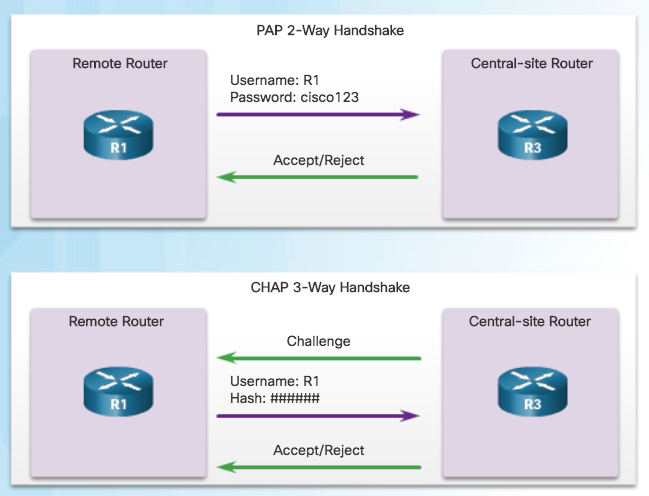 PAP 2-Way Handshake
Remote Router
Central-site Router
Username: R1
Password: cisco123
R1
R3
Accept/Reject
CHAP 3-Way Handshake
Remote Router
Central-site Router
Challenge
Username: R1
Hash: ######
R1
R3
Accept/Reject